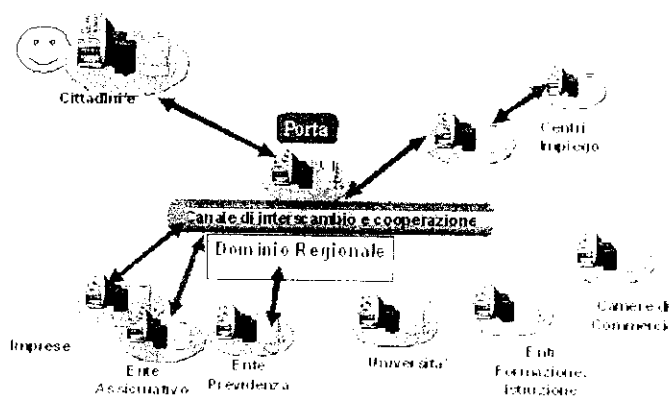 Cittadini/e
Porta
Centri
Impiego
Canale di interscambio e cooperazione
Dominio Regionale
Camere di
Commercio
Imprese
Ente
Assicurativo
Ente
Previdenza
Universita'
Enti
Formazione,
Istruzione